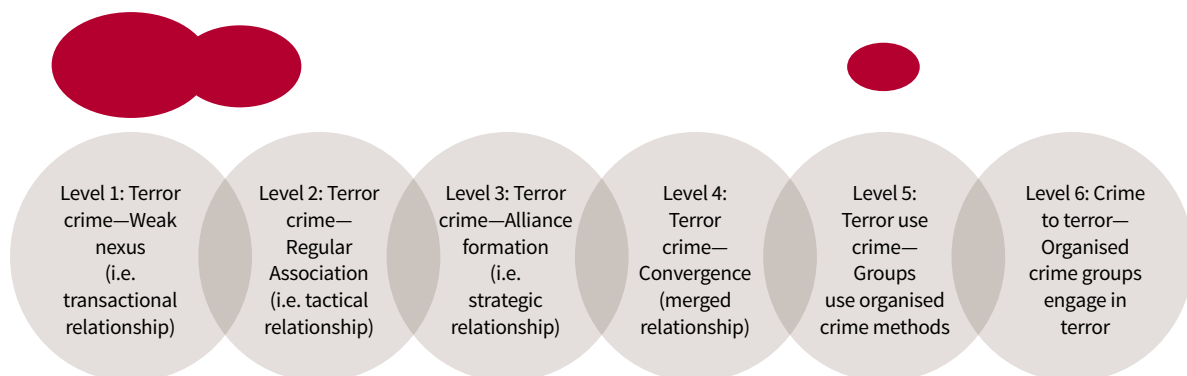 Level 1: Terror
crime—Weak
nexus
(i.e.
transactional
relationship)
Level 2: Terror
crime—
Regular
Association
(i.e. tactical
relationship)
Level 3: Terror
crime—Alliance
formation
(i.e.
strategic
relationship)
Level 4:
Terror
crime—
Convergence
(merged
relationship)
Level 5:
Terror use
crime—
Groups
use organised
crime methods
Level 6: Crime
to terror—
Organised
crime groups
engage in
terror